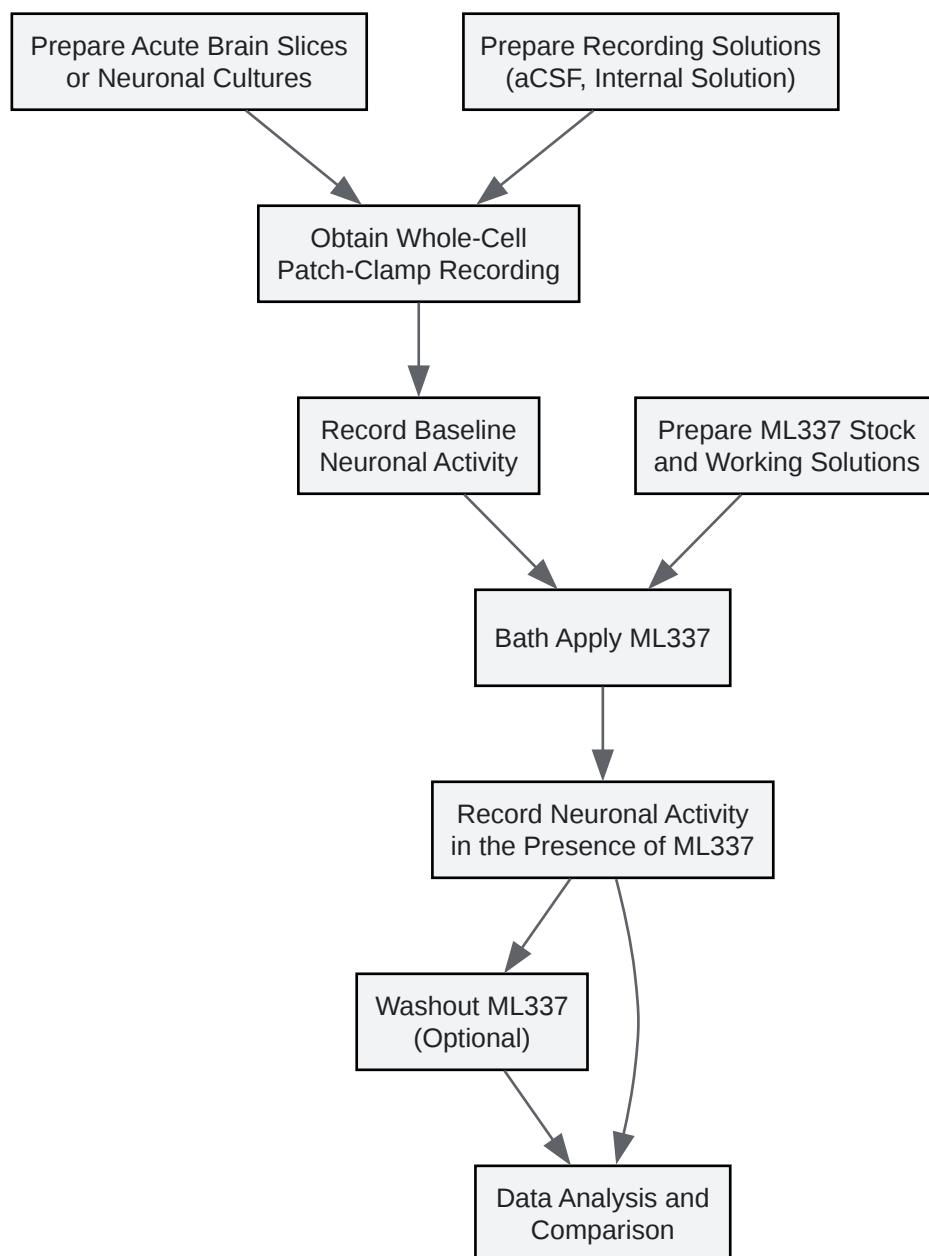 Prepare Acute Brain Slices
or Neuronal Cultures
Prepare Recording Solutions
(aCSF, Internal Solution)
Obtain Whole-Cell
Patch-Clamp Recording
Record Baseline
Neuronal Activity
Prepare ML337 Stock
and Working Solutions
Bath Apply ML337
Record Neuronal Activity
in the Presence of ML337
Washout ML337
(Optional)
Data Analysis and
Comparison